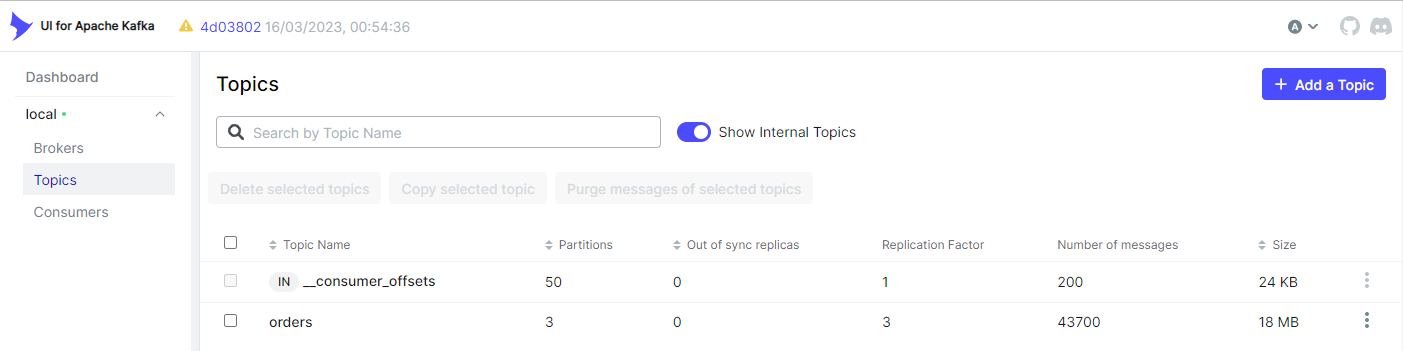 UI for Apache Kafka 4d03802 16/03/2023, 00:54:36 A
Dashboard
local
Brokers
Topics
Consumers
Topics
+ Add a Topic
Search by Topic Name
Show Internal Topics
Delete selected topics Copy selected topic Purge messages of selected topics
Topic Name Partitions Out of sync replicas Replication Factor Number of messages Size
IN __consumer_offsets 50 0 1 200 24 KB
orders 3 0 3 43700 18 MB